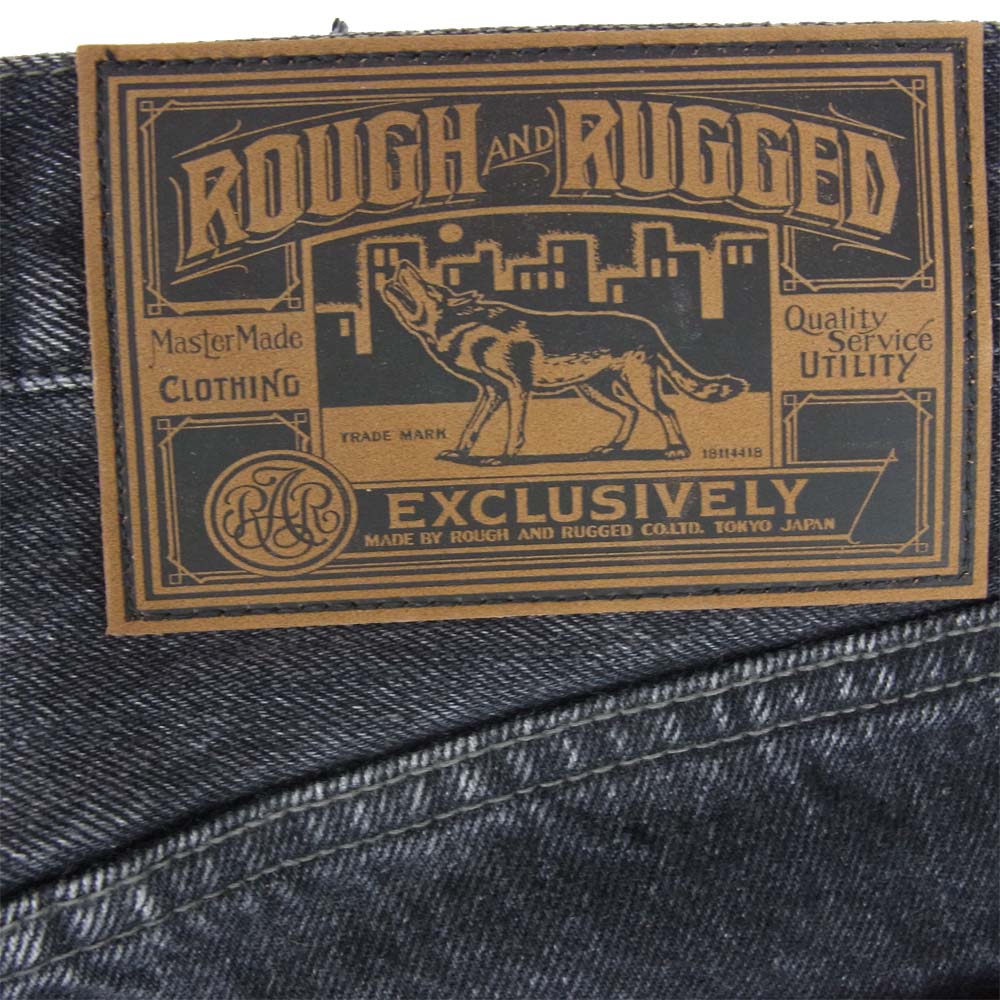 ROUGH AND RUGGED
MasterMade
CLOTHING
Quality
Service
UTILITY
TRADE MARK
18114418
RAR
EXCLUSIVELY
MADE BY ROUGH AND RUGGED CO.LTD. TOKYO JAPAN